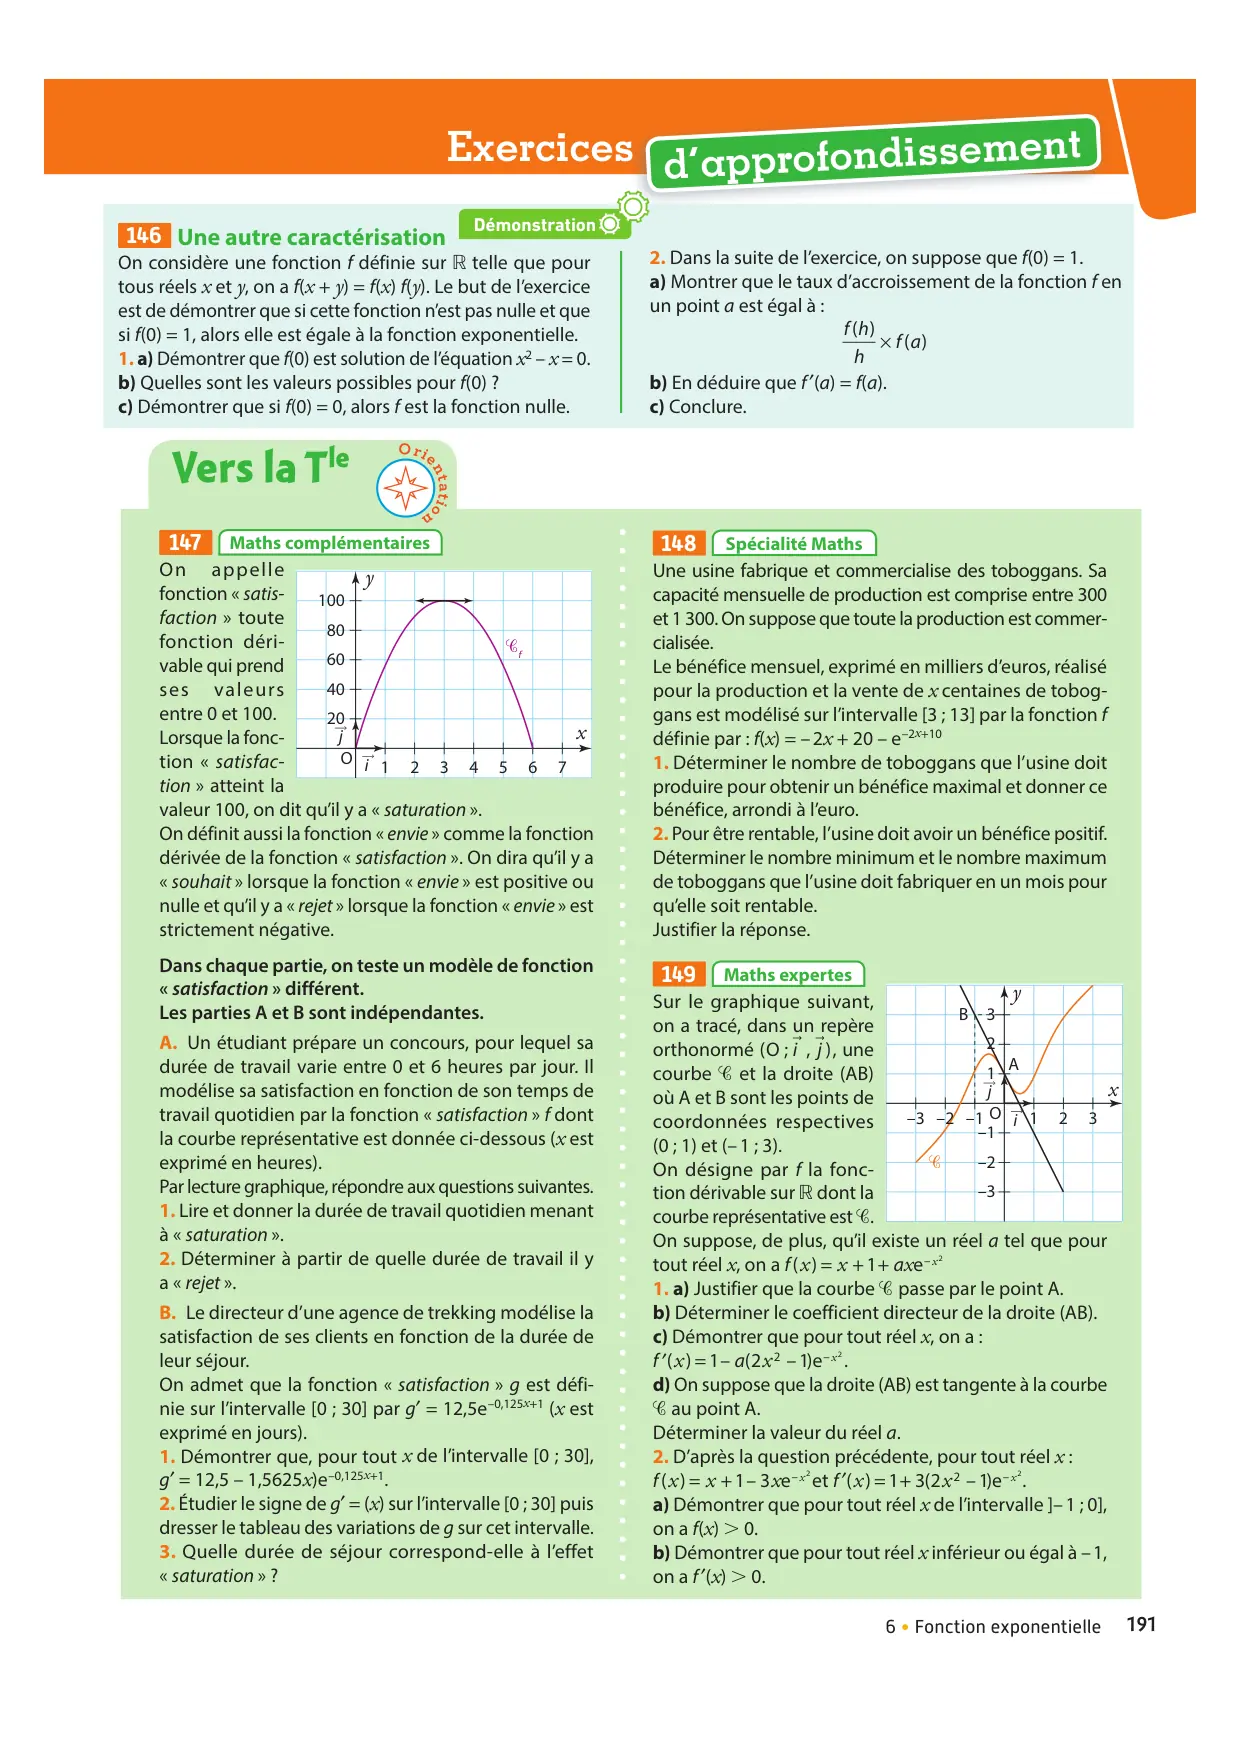 Exercices d’approfondissement
146 Une autre caractérisation
Démonstration
On considère une fonction f définie sur ℝ telle que pour
tous réels x et y, on a f(x + y) = f(x) f(y). Le but de l’exercice
est de démontrer que si cette fonction n’est pas nulle et que
si f(0) = 1, alors elle est égale à la fonction exponentielle.
1. a) Démontrer que f(0) est solution de l’équation x² – x = 0.
b) Quelles sont les valeurs possibles pour f(0) ?
c) Démontrer que si f(0) = 0, alors f est la fonction nulle.
2. Dans la suite de l’exercice, on suppose que f(0) = 1.
a) Montrer que le taux d’accroissement de la fonction f en
un point a est égal à :
f(h)/h × f(a)
b) En déduire que f ′(a) = f(a).
c) Conclure.
Vers la Tle
Orientation
147 Maths complémentaires
On appelle
fonction « satis-
faction » toute
fonction déri-
vable qui prend
ses valeurs
entre 0 et 100.
Lorsque la fonc-
tion « satisfac-
tion » atteint la
y
100
80
60
40
20
j
O i 1 2 3 4 5 6 7
x
𝒞f
valeur 100, on dit qu’il y a « saturation ».
On définit aussi la fonction « envie » comme la fonction
dérivée de la fonction « satisfaction ». On dira qu’il y a
« souhait » lorsque la fonction « envie » est positive ou
nulle et qu’il y a « rejet » lorsque la fonction « envie » est
strictement négative.
Dans chaque partie, on teste un modèle de fonction
« satisfaction » différent.
Les parties A et B sont indépendantes.
A. Un étudiant prépare un concours, pour lequel sa
durée de travail varie entre 0 et 6 heures par jour. Il
modélise sa satisfaction en fonction de son temps de
travail quotidien par la fonction « satisfaction » f dont
la courbe représentative est donnée ci-dessous (x est
exprimé en heures).
Par lecture graphique, répondre aux questions suivantes.
1. Lire et donner la durée de travail quotidien menant
à « saturation ».
2. Déterminer à partir de quelle durée de travail il y
a « rejet ».
B. Le directeur d’une agence de trekking modélise la
satisfaction de ses clients en fonction de la durée de
leur séjour.
On admet que la fonction « satisfaction » g est défi-
nie sur l’intervalle [0 ; 30] par g′ = 12,5e^(–0,125x+1) (x est
exprimé en jours).
1. Démontrer que, pour tout x de l’intervalle [0 ; 30],
g′ = 12,5 – 1,5625x)e^(–0,125x+1).
2. Étudier le signe de g′ = (x) sur l’intervalle [0 ; 30] puis
dresser le tableau des variations de g sur cet intervalle.
3. Quelle durée de séjour correspond-elle à l’effet
« saturation » ?
148 Spécialité Maths
Une usine fabrique et commercialise des toboggans. Sa
capacité mensuelle de production est comprise entre 300
et 1 300. On suppose que toute la production est commer-
cialisée.
Le bénéfice mensuel, exprimé en milliers d’euros, réalisé
pour la production et la vente de x centaines de tobog-
gans est modélisé sur l’intervalle [3 ; 13] par la fonction f
définie par : f(x) = – 2x + 20 – e^(–2x+10)
1. Déterminer le nombre de toboggans que l’usine doit
produire pour obtenir un bénéfice maximal et donner ce
bénéfice, arrondi à l’euro.
2. Pour être rentable, l’usine doit avoir un bénéfice positif.
Déterminer le nombre minimum et le nombre maximum
de toboggans que l’usine doit fabriquer en un mois pour
qu’elle soit rentable.
Justifier la réponse.
149 Maths expertes
Sur le graphique suivant,
on a tracé, dans un repère
orthonormé (O ; i , j), une
courbe 𝒞 et la droite (AB)
où A et B sont les points de
coordonnées respectives
(0 ; 1) et (– 1 ; 3).
On désigne par f la fonc-
tion dérivable sur ℝ dont la
courbe représentative est 𝒞.
y
B 3
2
1 A
j
x
–3 –2 –1 O i 1 2 3
–1
𝒞 –2
–3
On suppose, de plus, qu’il existe un réel a tel que pour
tout réel x, on a f(x) = x + 1 + axe^(–x²)
1. a) Justifier que la courbe 𝒞 passe par le point A.
b) Déterminer le coefficient directeur de la droite (AB).
c) Démontrer que pour tout réel x, on a :
f ′(x) = 1 – a(2x² – 1)e^(–x²).
d) On suppose que la droite (AB) est tangente à la courbe
𝒞 au point A.
Déterminer la valeur du réel a.
2. D’après la question précédente, pour tout réel x :
f(x) = x + 1 – 3xe^(–x²) et f ′(x) = 1 + 3(2x² – 1)e^(–x²).
a) Démontrer que pour tout réel x de l’intervalle ]– 1 ; 0],
on a f(x) > 0.
b) Démontrer que pour tout réel x inférieur ou égal à – 1,
on a f ′(x) > 0.
6 • Fonction exponentielle 191